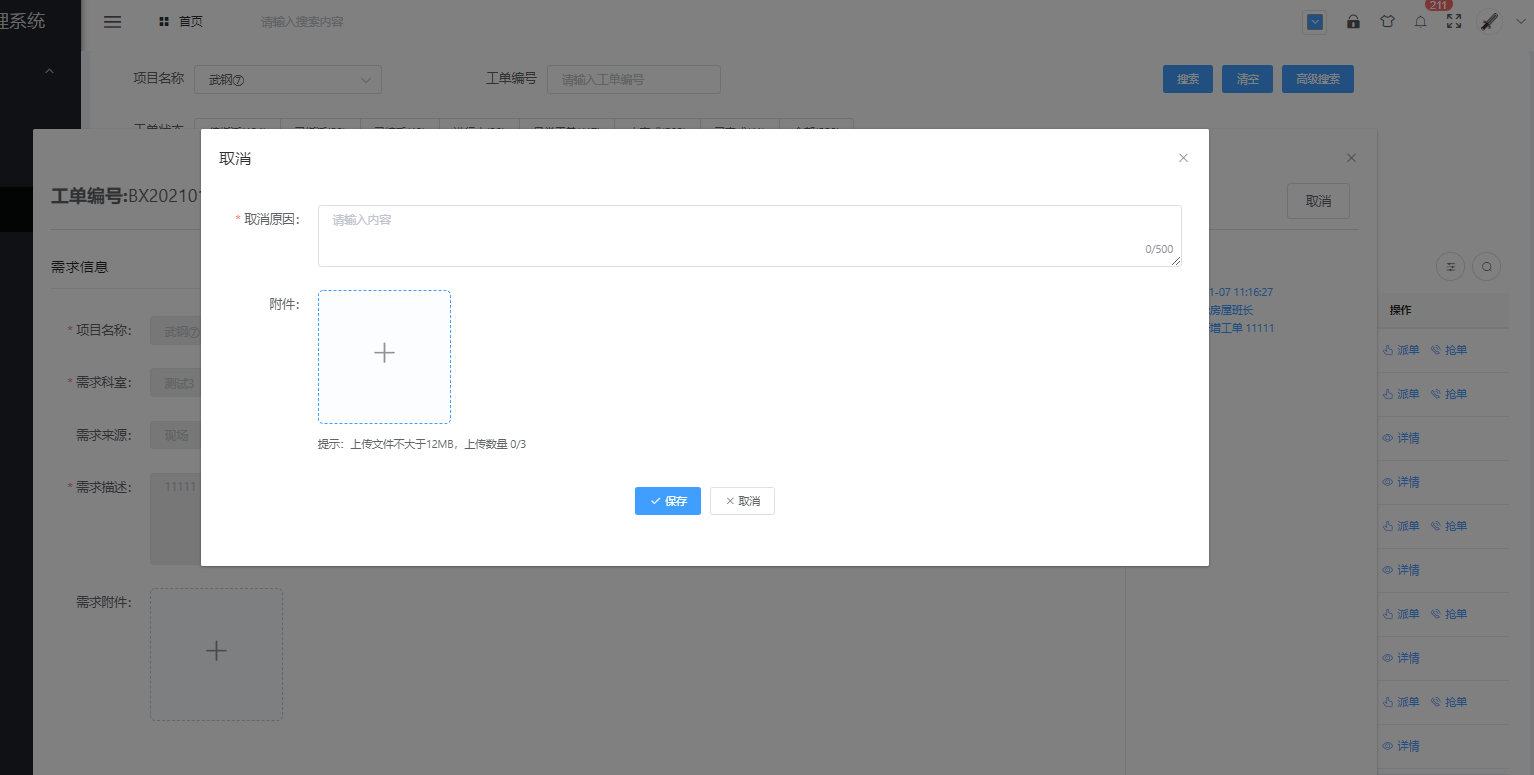 理系统
首页
请输入搜索内容
211
项目名称
武钢⑦
工单编号
请输入工单编号
搜索
清空
高级搜索
工单状态
取消
取消原因:
请输入内容
0/500
附件:
提示: 上传文件不大于12MB, 上传数量 0/3
保存
取消
工单编号:BX20210
取消
需求信息
* 项目名称:
武钢⑦
* 需求科室:
测试3
需求来源:
现场
* 需求描述:
11111
需求附件:
1-07 11:16:27
房屋班长
增工单 11111
操作
派单 抢单
派单 抢单
详情
详情
派单 抢单
详情
派单 抢单
详情
派单 抢单
详情